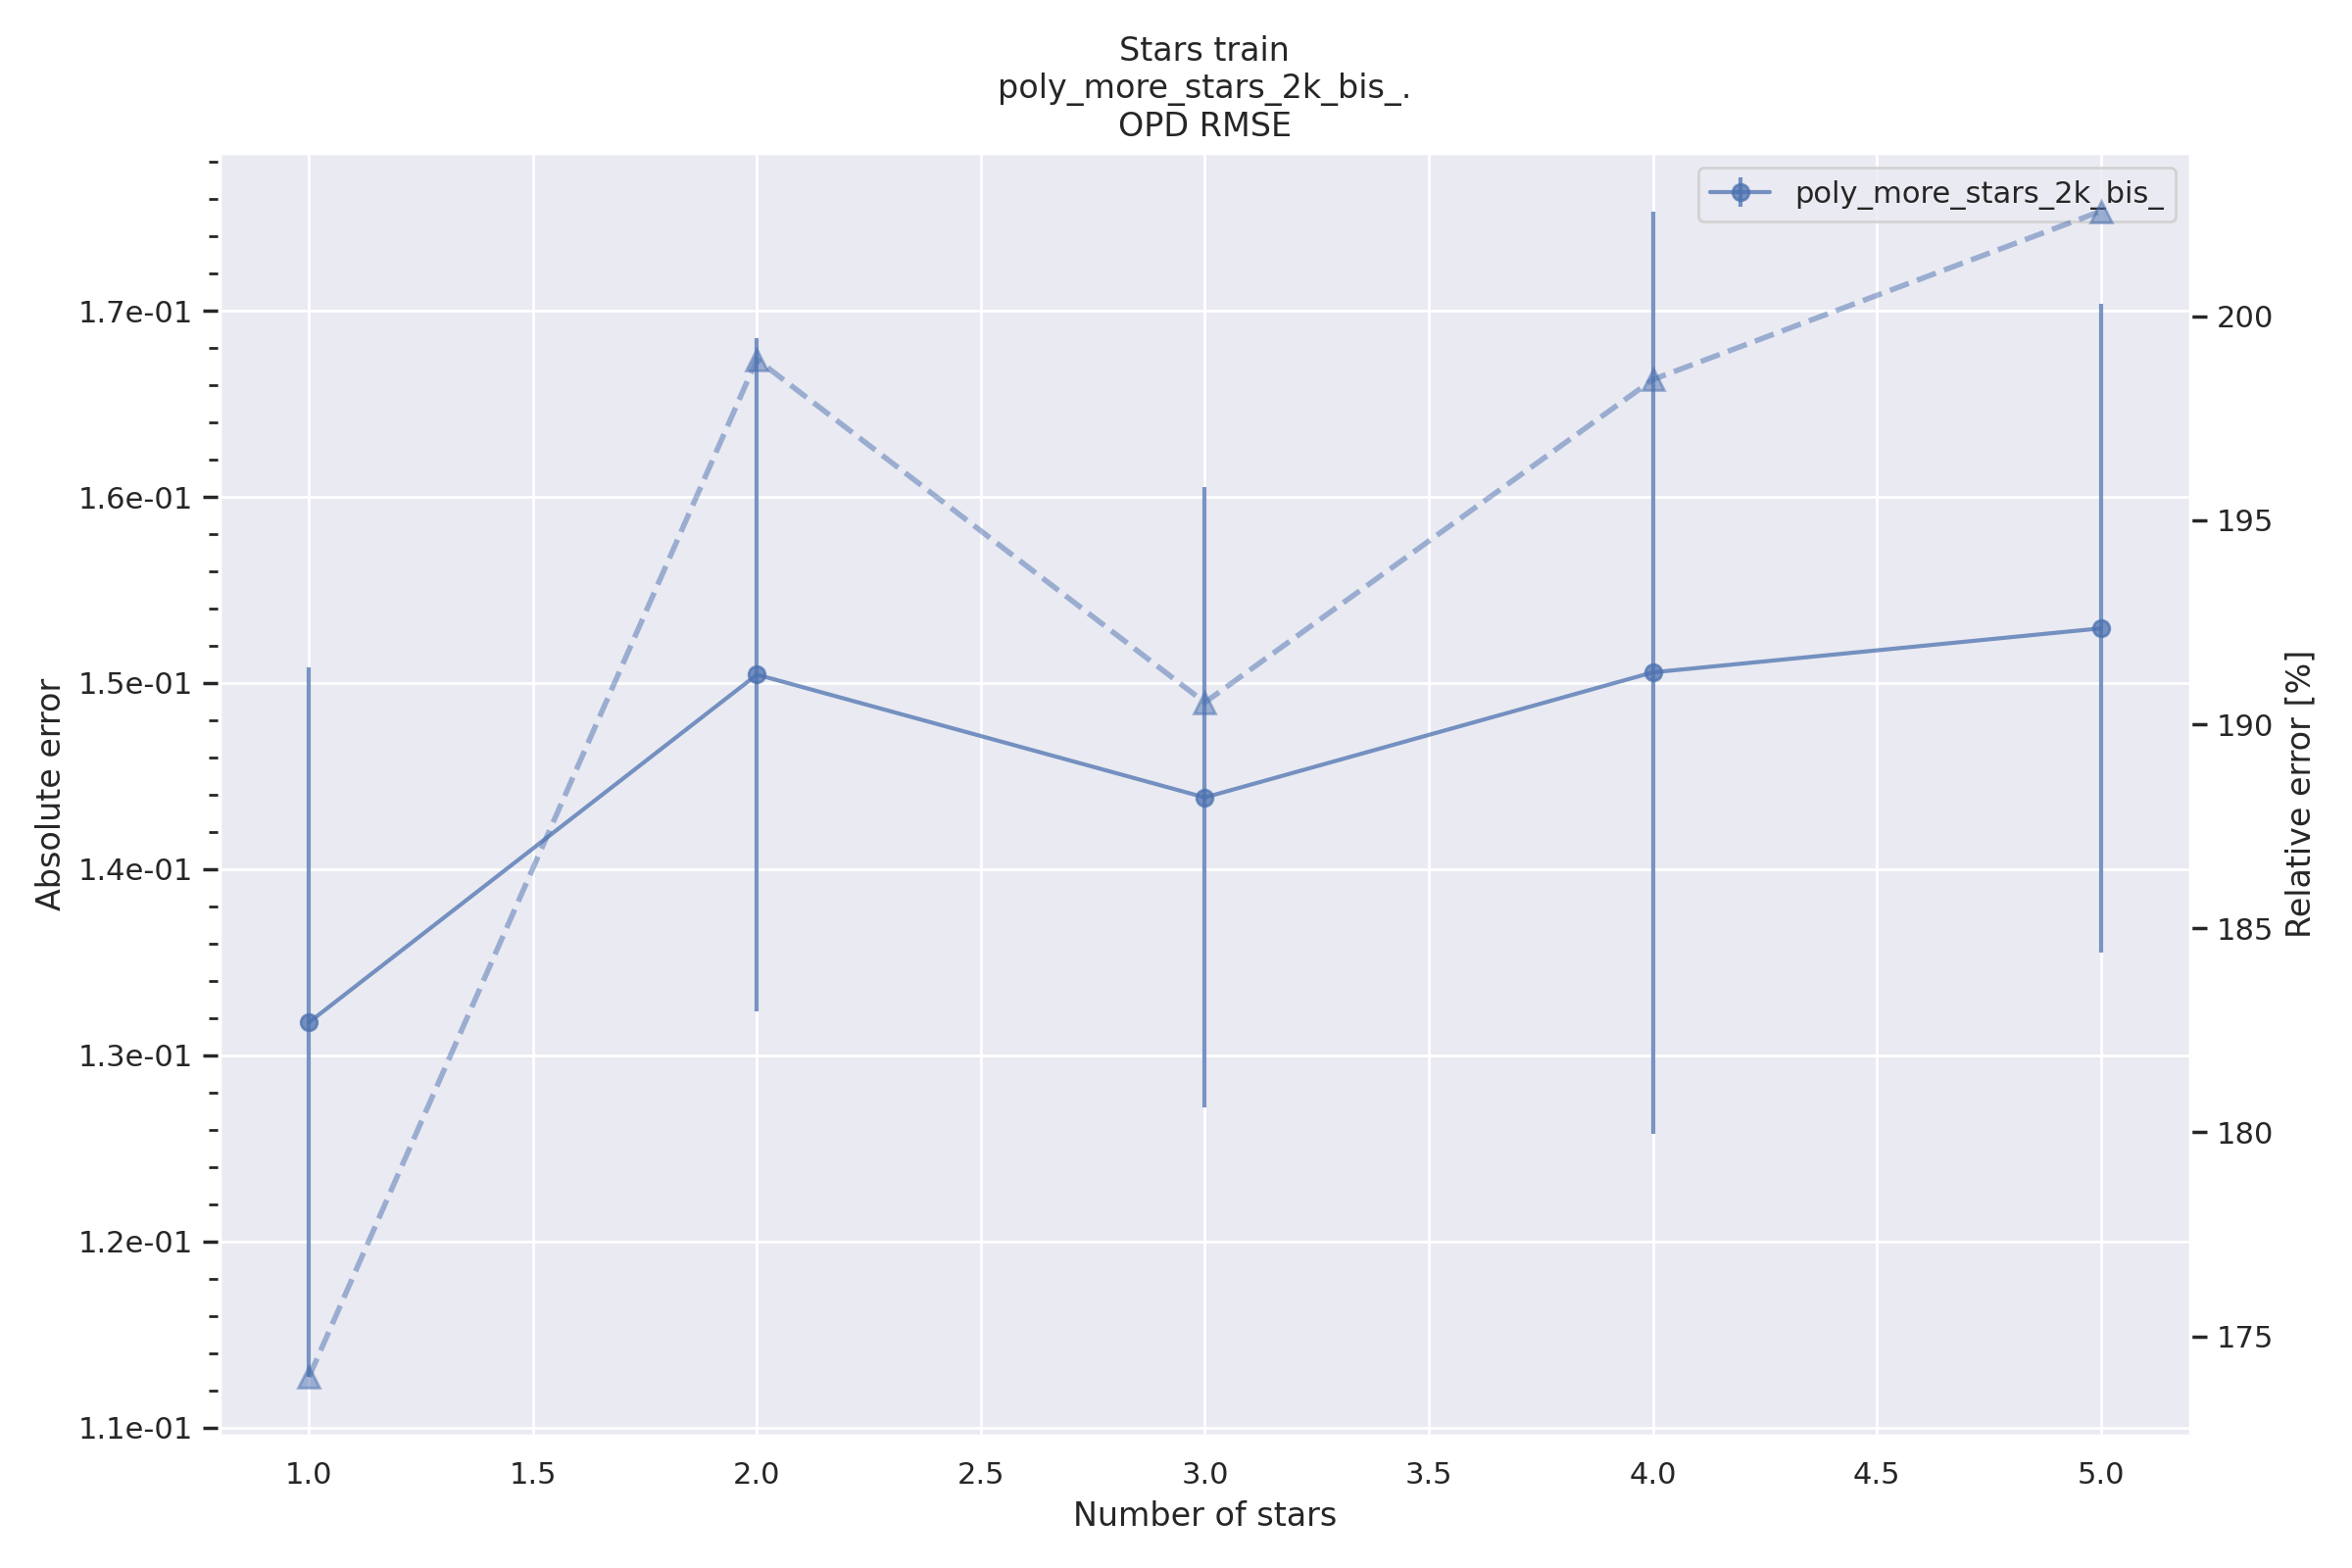 Stars train
poly_more_stars_2k_bis_.
OPD RMSE
poly_more_stars_2k_bis_
Absolute error
1.7e-01
1.6e-01
1.5e-01
1.4e-01
1.3e-01
1.2e-01
1.1e-01
200
195
190
185
180
175
Relative error [%]
1.0 1.5 2.0 2.5 3.0 3.5 4.0 4.5 5.0
Number of stars